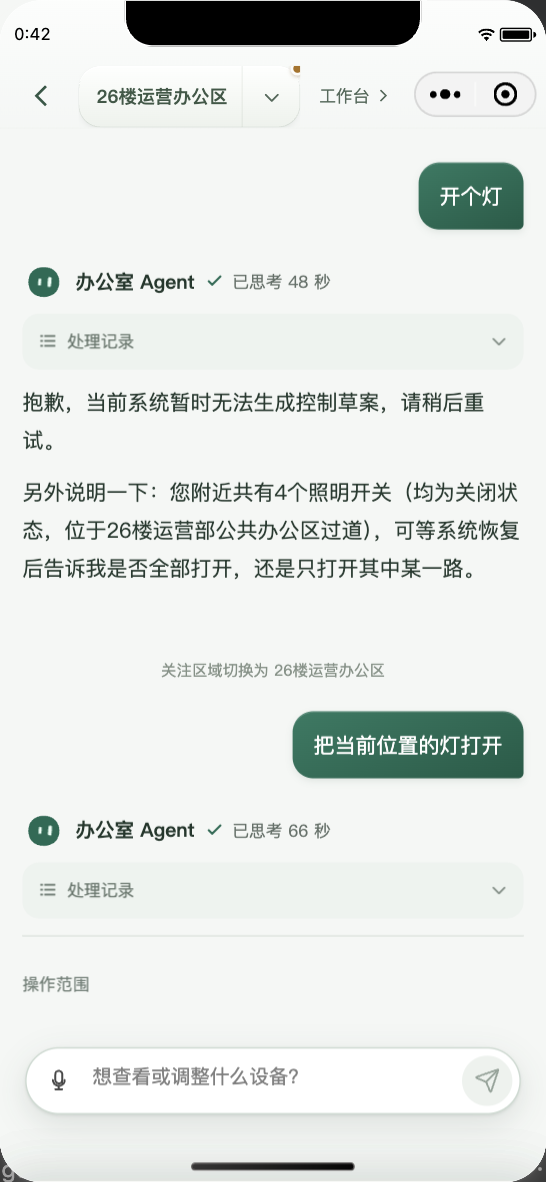 0:42
26楼运营办公区
工作台
开个灯
办公室 Agent
已思考 48 秒
处理记录
抱歉，当前系统暂时无法生成控制草案，请稍后重
试。
另外说明一下：您附近共有4个照明开关（均为关闭状
态，位于26楼运营部公共办公区过道），可等系统恢复
后告诉我是否全部打开，还是只打开其中某一路。
关注区域切换为 26楼运营办公区
把当前位置的灯打开
办公室 Agent
已思考 66 秒
处理记录
操作范围
想查看或调整什么设备?